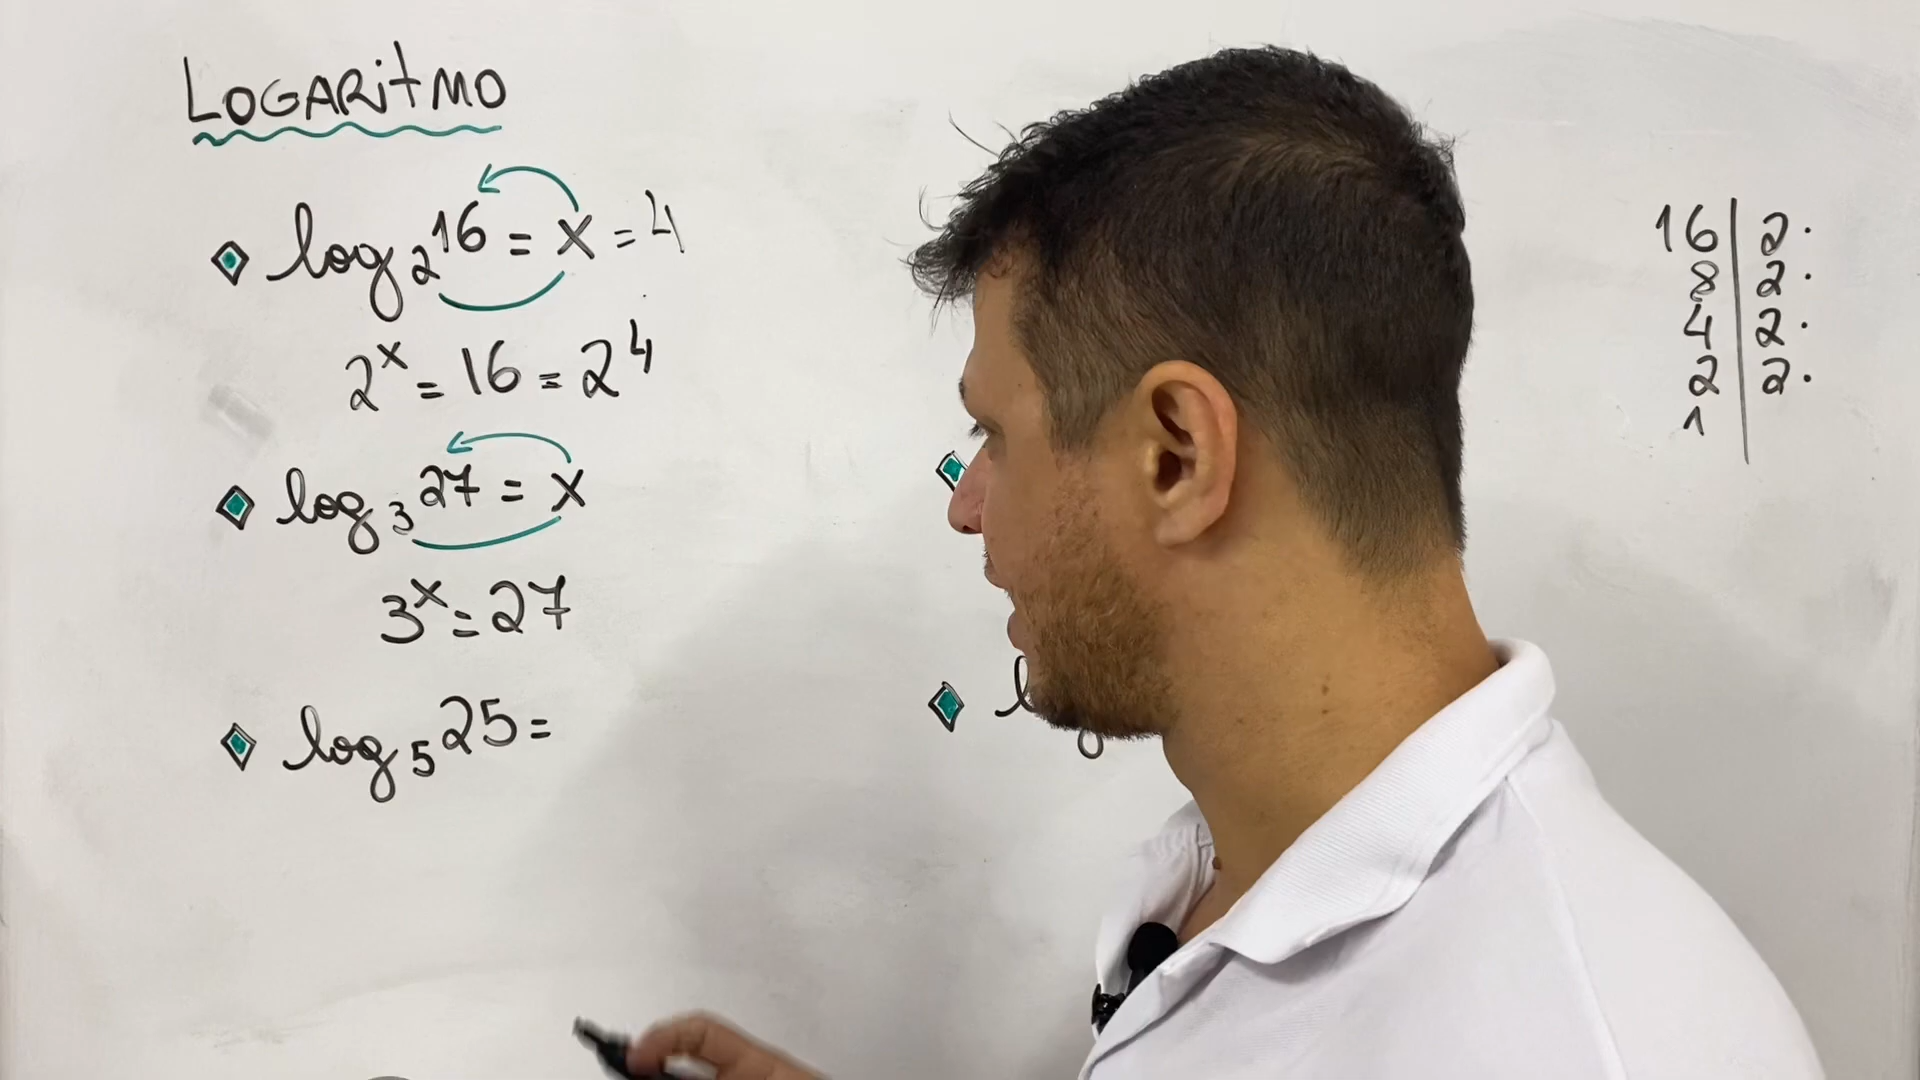 LOGARITMO
log₂16 = x = 4
2ˣ = 16 = 2⁴
log₃27 = x
3ˣ = 27
log₅25 =
16 | 2
8 | 2
4 | 2
2 | 2
1